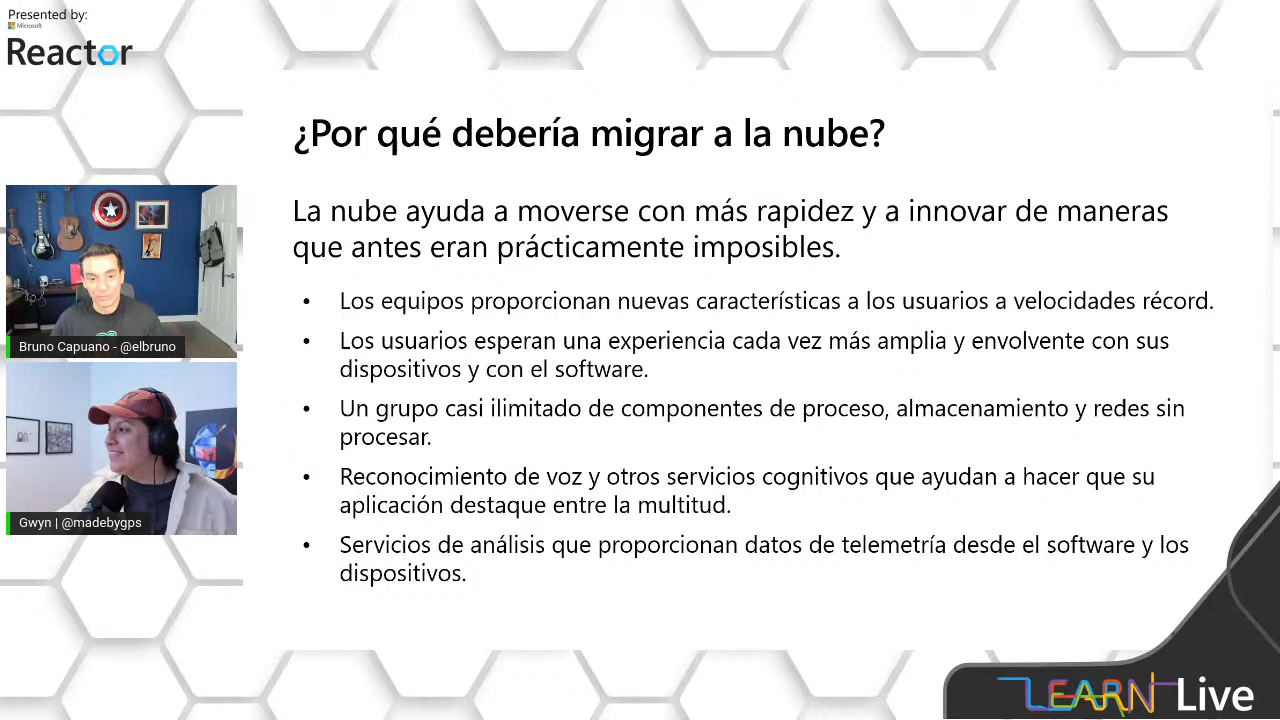 Presented by:
Microsoft
Reactor
¿Por qué debería migrar a la nube?
La nube ayuda a moverse con más rapidez y a innovar de maneras
que antes eran prácticamente imposibles.
• Los equipos proporcionan nuevas características a los usuarios a velocidades récord.
• Los usuarios esperan una experiencia cada vez más amplia y envolvente con sus
dispositivos y con el software.
• Un grupo casi ilimitado de componentes de proceso, almacenamiento y redes sin
procesar.
• Reconocimiento de voz y otros servicios cognitivos que ayudan a hacer que su
aplicación destaque entre la multitud.
• Servicios de análisis que proporcionan datos de telemetría desde el software y los
dispositivos.
Bruno Capuano - @elbruno
Gwyn | @madebygps
LEARN Live